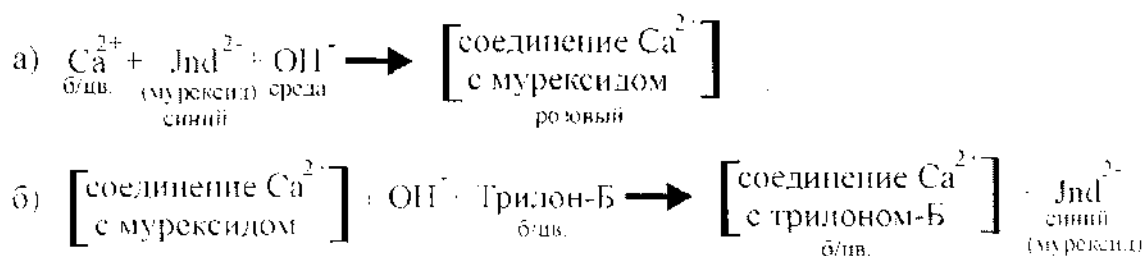 а) Ca²⁺ + Jnd²⁻ + OH⁻ → [соединение Ca²⁺ с мурексидом]
б/цв. (мурексид) среда
синий розовый
б) [соединение Ca²⁺ с мурексидом] + OH⁻ + Трилон-Б → [соединение Ca²⁺ с трилоном-Б] + Jnd²⁻
б/цв. б/цв. синий
(мурексид)